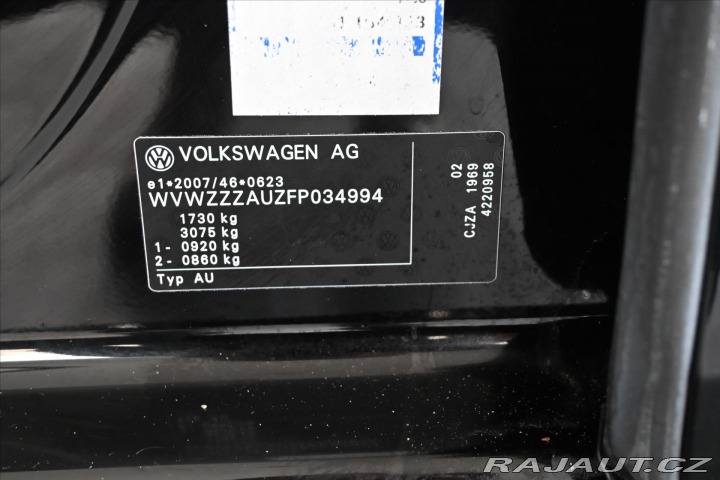 VOLKSWAGEN AG
e1*2007/46*0623
WVWZZZAUZFP034994
1730 kg
3075 kg
1- 0920 kg
2- 0860 kg
Typ AU
02
CJZA 1969
4220958
RAJAUT.CZ